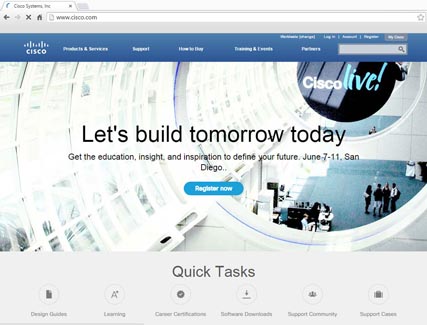 Cisco Systems, Inc
www.cisco.com
Worldwide [change] Log In Account Register My Cisco
CISCO
Products & Services Support How to Buy Training & Events Partners
Cisco live!
Let's build tomorrow today
Get the education, insight, and inspiration to define your future. June 7-11, San
Diego..
Register now
Quick Tasks
Design Guides Learning Career Certifications Software Downloads Support Community Support Cases